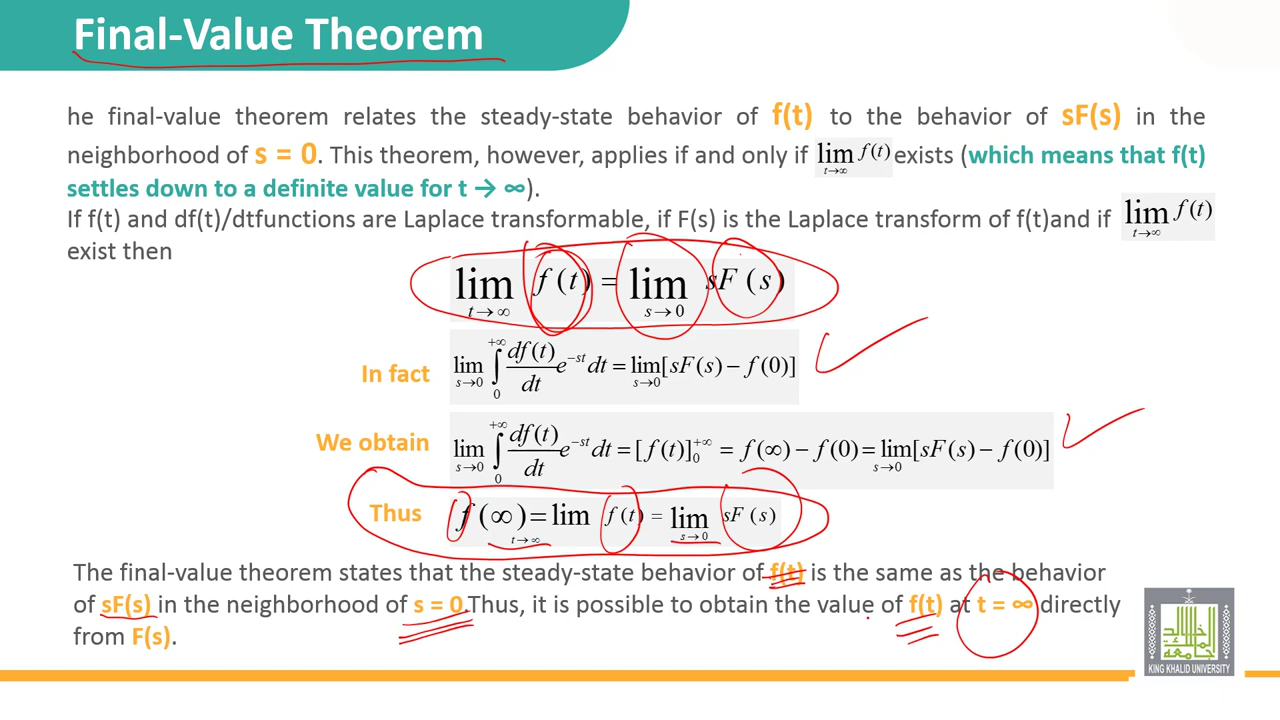 Final-Value Theorem
he final-value theorem relates the steady-state behavior of f(t) to the behavior of sF(s) in the
neighborhood of s = 0. This theorem, however, applies if and only if lim t→∞ f(t) exists (which means that f(t)
settles down to a definite value for t → ∞).
If f(t) and df(t)/dtfunctions are Laplace transformable, if F(s) is the Laplace transform of f(t)and if lim t→∞ f(t)
exist then
lim t→∞ f(t) = lim s→0 sF(s)
In fact lim s→0 ∫ 0 +∞ df(t)/dt e^−st dt = lim s→0 [sF(s) − f(0)]
We obtain lim s→0 ∫ 0 +∞ df(t)/dt e^−st dt = [f(t)] 0 +∞ = f(∞) − f(0) = lim s→0 [sF(s) − f(0)]
Thus f(∞) = lim t→∞ f(t) = lim s→0 sF(s)
The final-value theorem states that the steady-state behavior of f(t) is the same as the behavior
of sF(s) in the neighborhood of s = 0.Thus, it is possible to obtain the value of f(t) at t = ∞ directly
from F(s).
KING KHALID UNIVERSITY